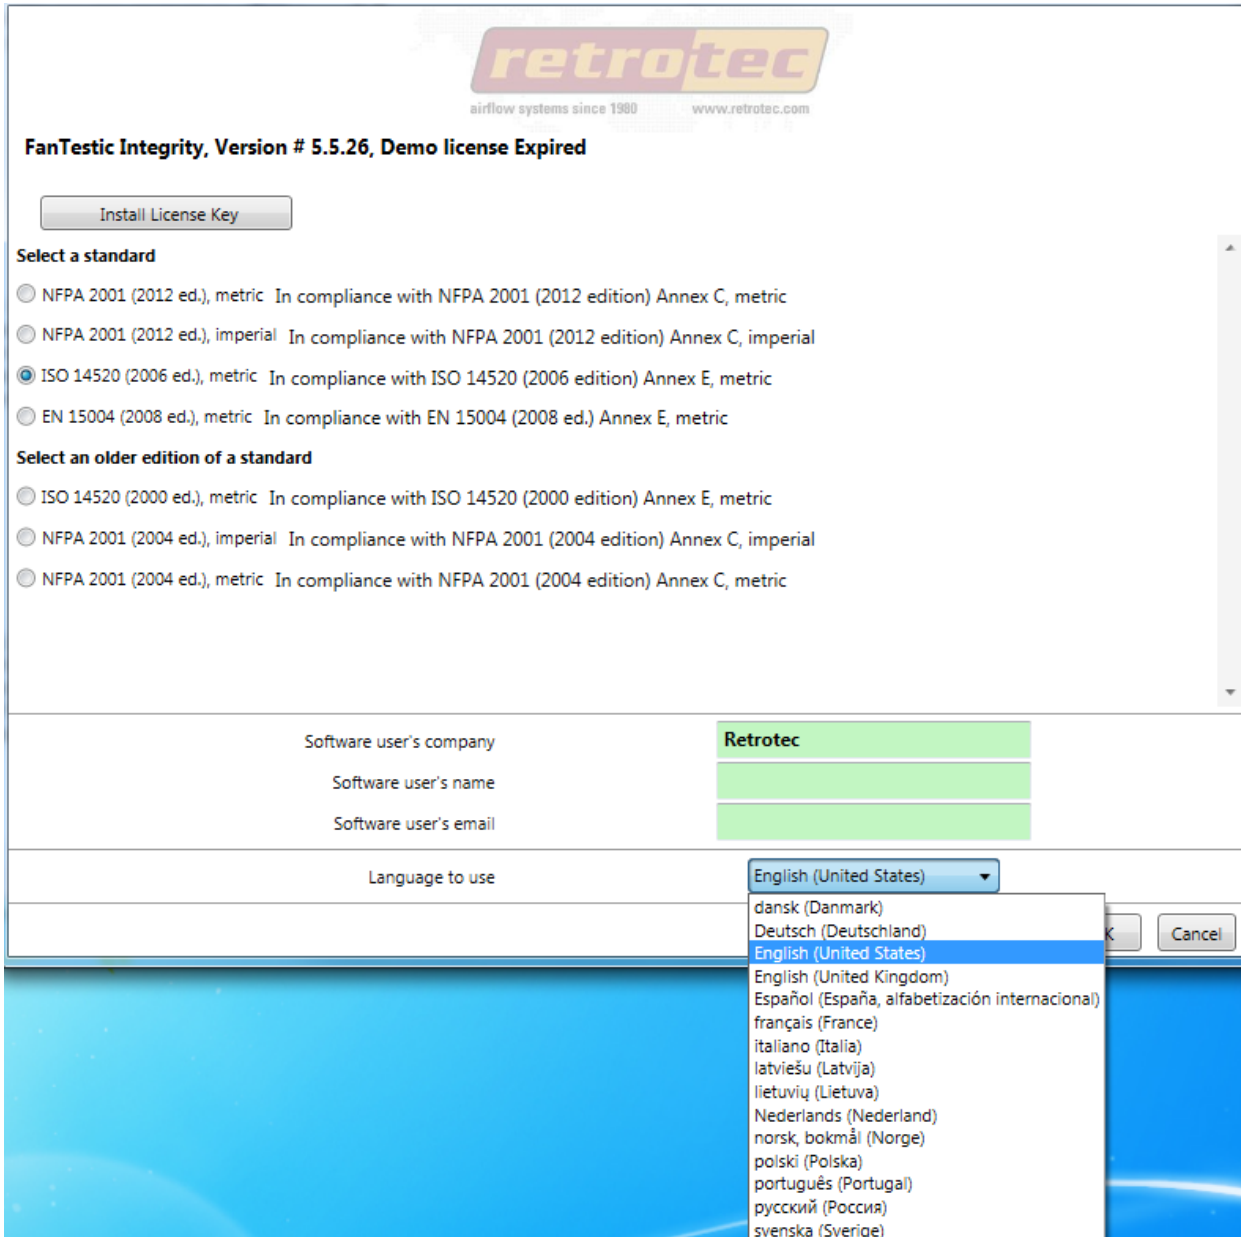 retrotec
airflow systems since 1980 www.retrotec.com
FanTestic Integrity, Version # 5.5.26, Demo license Expired
Install License Key
Select a standard
NFPA 2001 (2012 ed.), metric In compliance with NFPA 2001 (2012 edition) Annex C, metric
NFPA 2001 (2012 ed.), imperial In compliance with NFPA 2001 (2012 edition) Annex C, imperial
ISO 14520 (2006 ed.), metric In compliance with ISO 14520 (2006 edition) Annex E, metric
EN 15004 (2008 ed.), metric In compliance with EN 15004 (2008 ed.) Annex E, metric
Select an older edition of a standard
ISO 14520 (2000 ed.), metric In compliance with ISO 14520 (2000 edition) Annex E, metric
NFPA 2001 (2004 ed.), imperial In compliance with NFPA 2001 (2004 edition) Annex C, imperial
NFPA 2001 (2004 ed.), metric In compliance with NFPA 2001 (2004 edition) Annex C, metric
Software user's company Retrotec
Software user's name
Software user's email
Language to use English (United States)
dansk (Danmark)
K Cancel
Deutsch (Deutschland)
English (United States)
English (United Kingdom)
Español (España, alfabetización internacional)
français (France)
italiano (Italia)
latviešu (Latvija)
lietuvių (Lietuva)
Nederlands (Nederland)
norsk, bokmål (Norge)
polski (Polska)
português (Portugal)
русский (Россия)
svenska (Sverige)